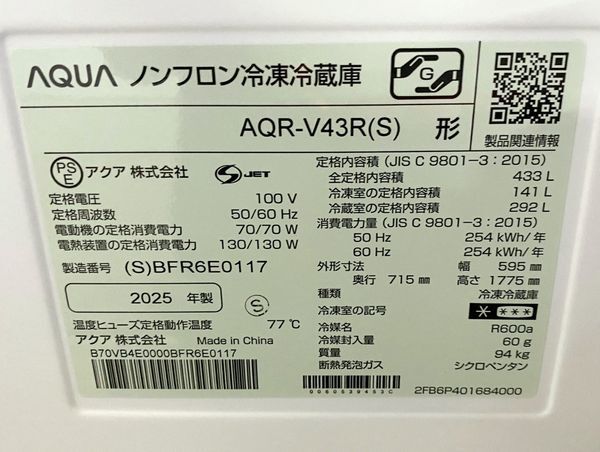 AQUA ノンフロン冷凍冷蔵庫
G
AQR-V43R(S) 形
製品関連情報
PS
E
アクア 株式会社
S JET
定格電圧 100 V
定格周波数 50/60 Hz
電動機の定格消費電力 70/70 W
電熱装置の定格消費電力 130/130 W
製造番号 (S)BFR6E0117
2025 年製
S
温度ヒューズ定格動作温度 77℃
アクア 株式会社 Made in China
B70VB4E0000BFR6E0117
定格内容積 (JIS C 9801-3:2015)
全定格内容積 433 L
冷凍室の定格内容積 141 L
冷蔵室の定格内容積 292 L
消費電力量 (JIS C 9801-3:2015)
50 Hz 254 kWh/年
60 Hz 254 kWh/年
外形寸法 幅 595 mm
奥行 715 mm 高さ 1775 mm
種類 冷凍冷蔵庫
冷凍室の記号 * ***
冷媒名 R600a
冷媒封入量 60 g
質量 94 kg
断熱発泡ガス シクロペンタン
0060539453C
2FB6P401684000